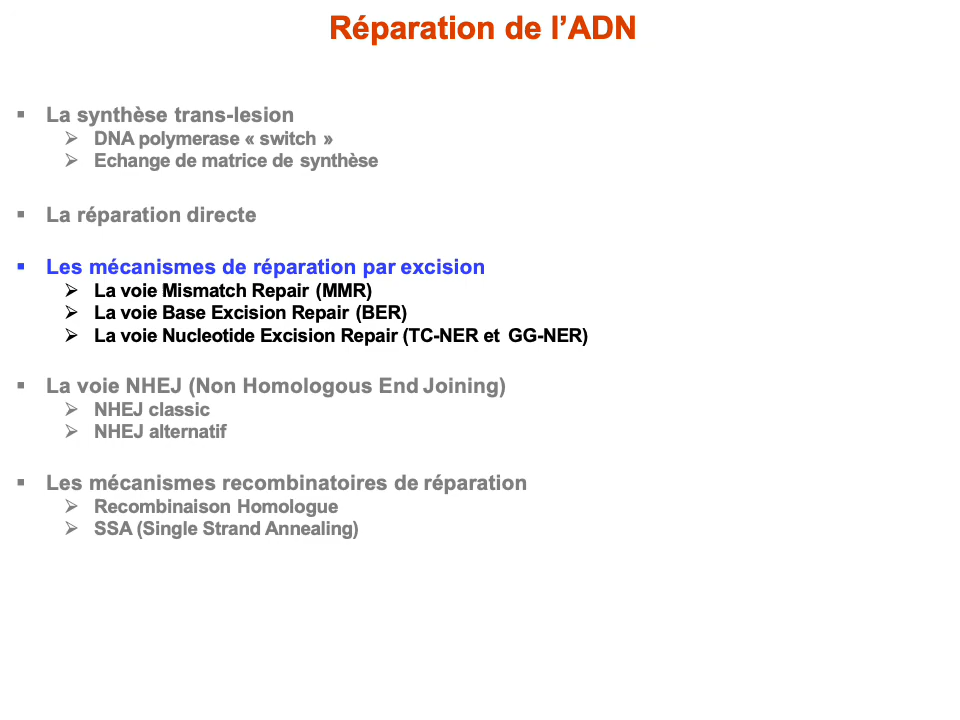 Réparation de l’ADN
▪ La synthèse trans-lesion
➢ DNA polymerase « switch »
➢ Echange de matrice de synthèse
▪ La réparation directe
▪ Les mécanismes de réparation par excision
➢ La voie Mismatch Repair (MMR)
➢ La voie Base Excision Repair (BER)
➢ La voie Nucleotide Excision Repair (TC-NER et GG-NER)
▪ La voie NHEJ (Non Homologous End Joining)
➢ NHEJ classic
➢ NHEJ alternatif
▪ Les mécanismes recombinatoires de réparation
➢ Recombinaison Homologue
➢ SSA (Single Strand Annealing)